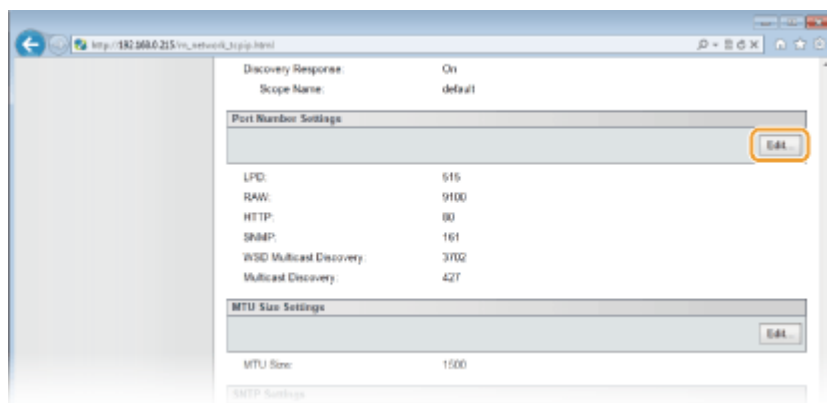 http://192.168.0.215/m_network_tcpip.html
Discovery Response: On
Scope Name: default
Port Number Settings
Edit...
LPD: 515
RAW: 9100
HTTP: 80
SNMP: 161
WSD Multicast Discovery: 3702
Multicast Discovery: 427
MTU Size Settings
Edit...
MTU Size: 1500
SNTP Settings